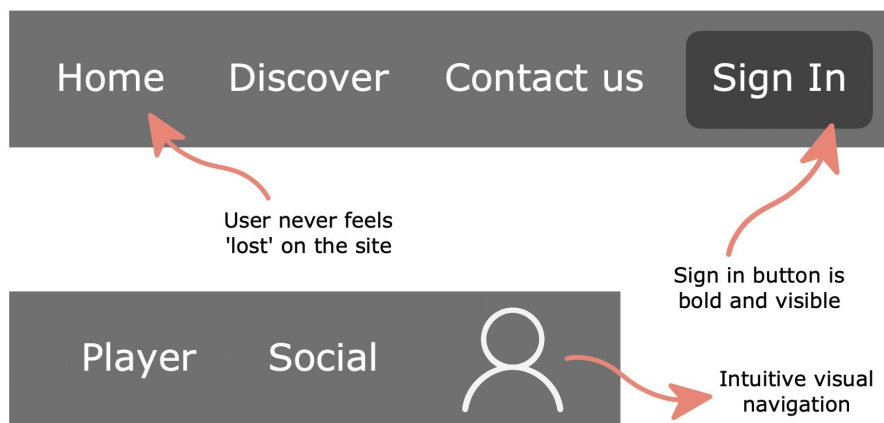 Home Discover Contact us Sign In
User never feels
'lost' on the site
Sign in button is
bold and visible
Player Social
Intuitive visual
navigation